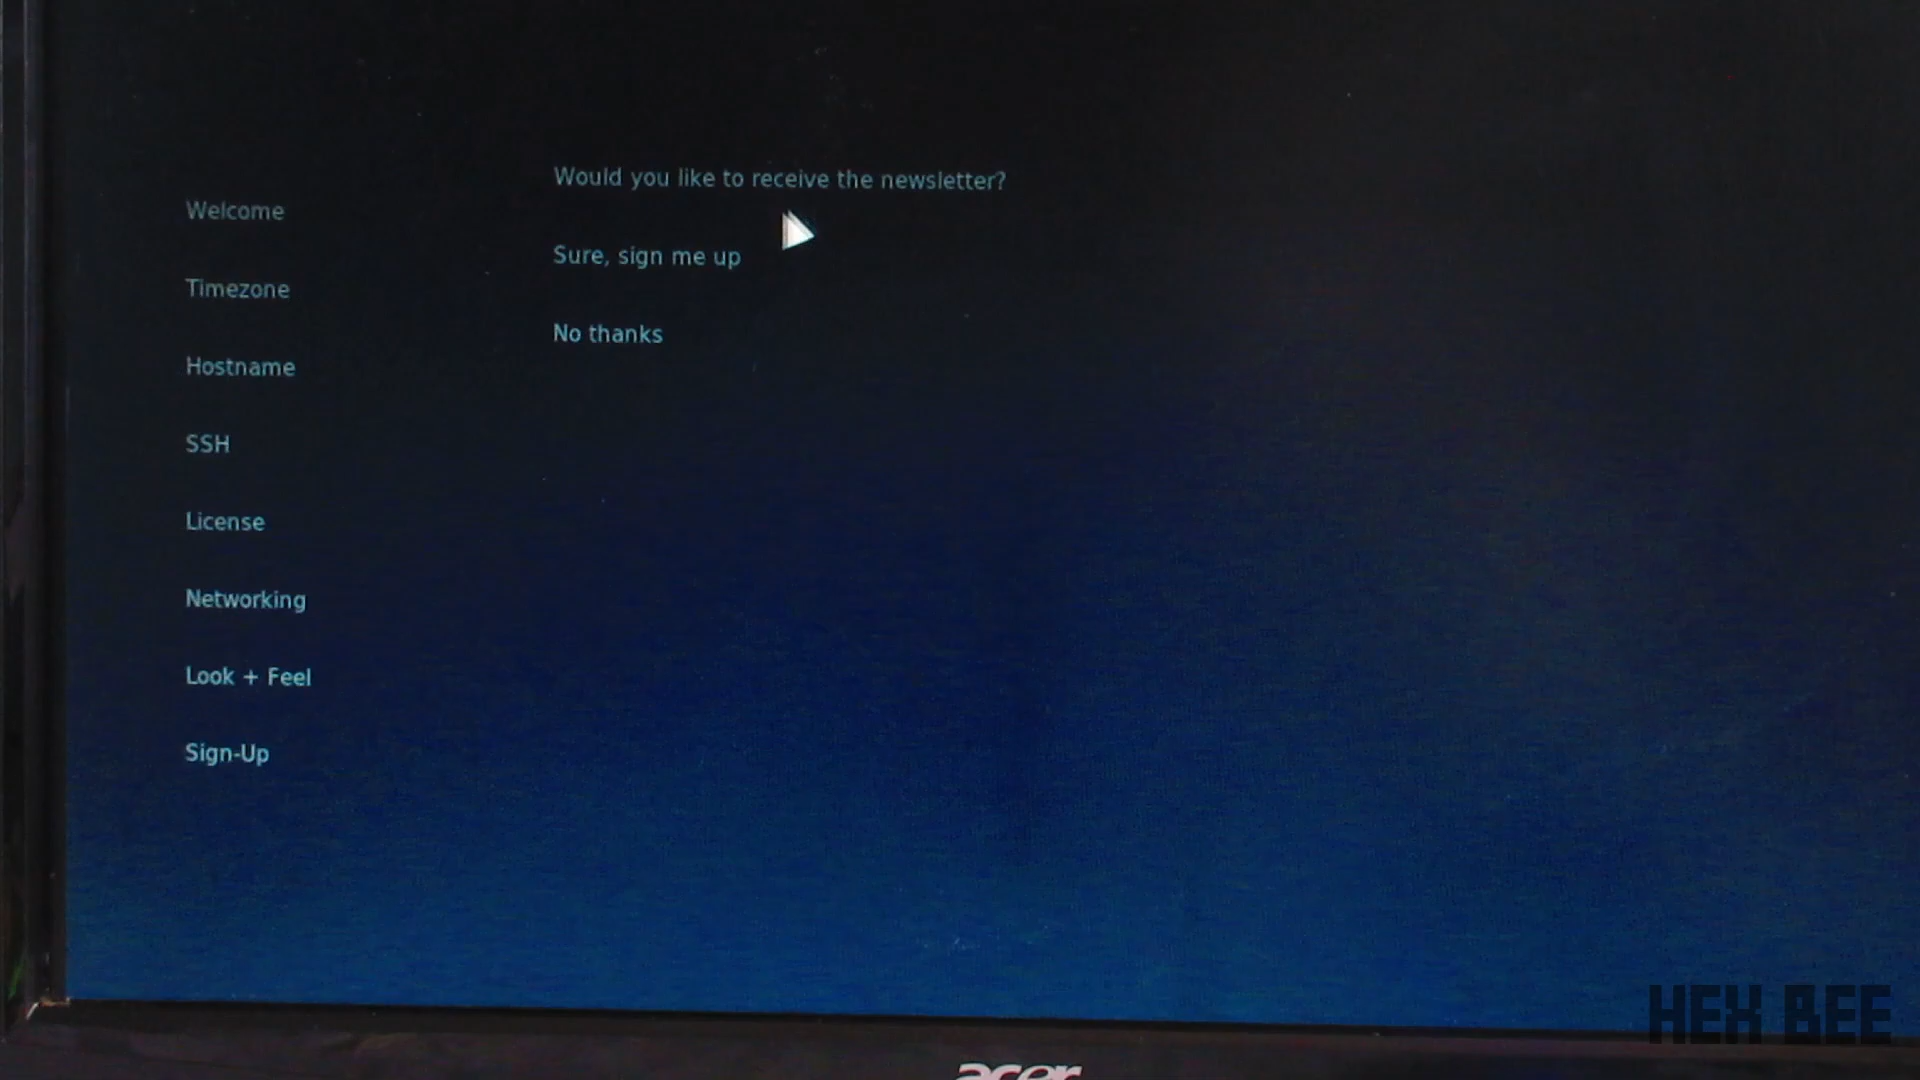 Would you like to receive the newsletter?
Sure, sign me up
No thanks
Welcome
Timezone
Hostname
SSH
License
Networking
Look + Feel
Sign-Up
HEX BEE
acer